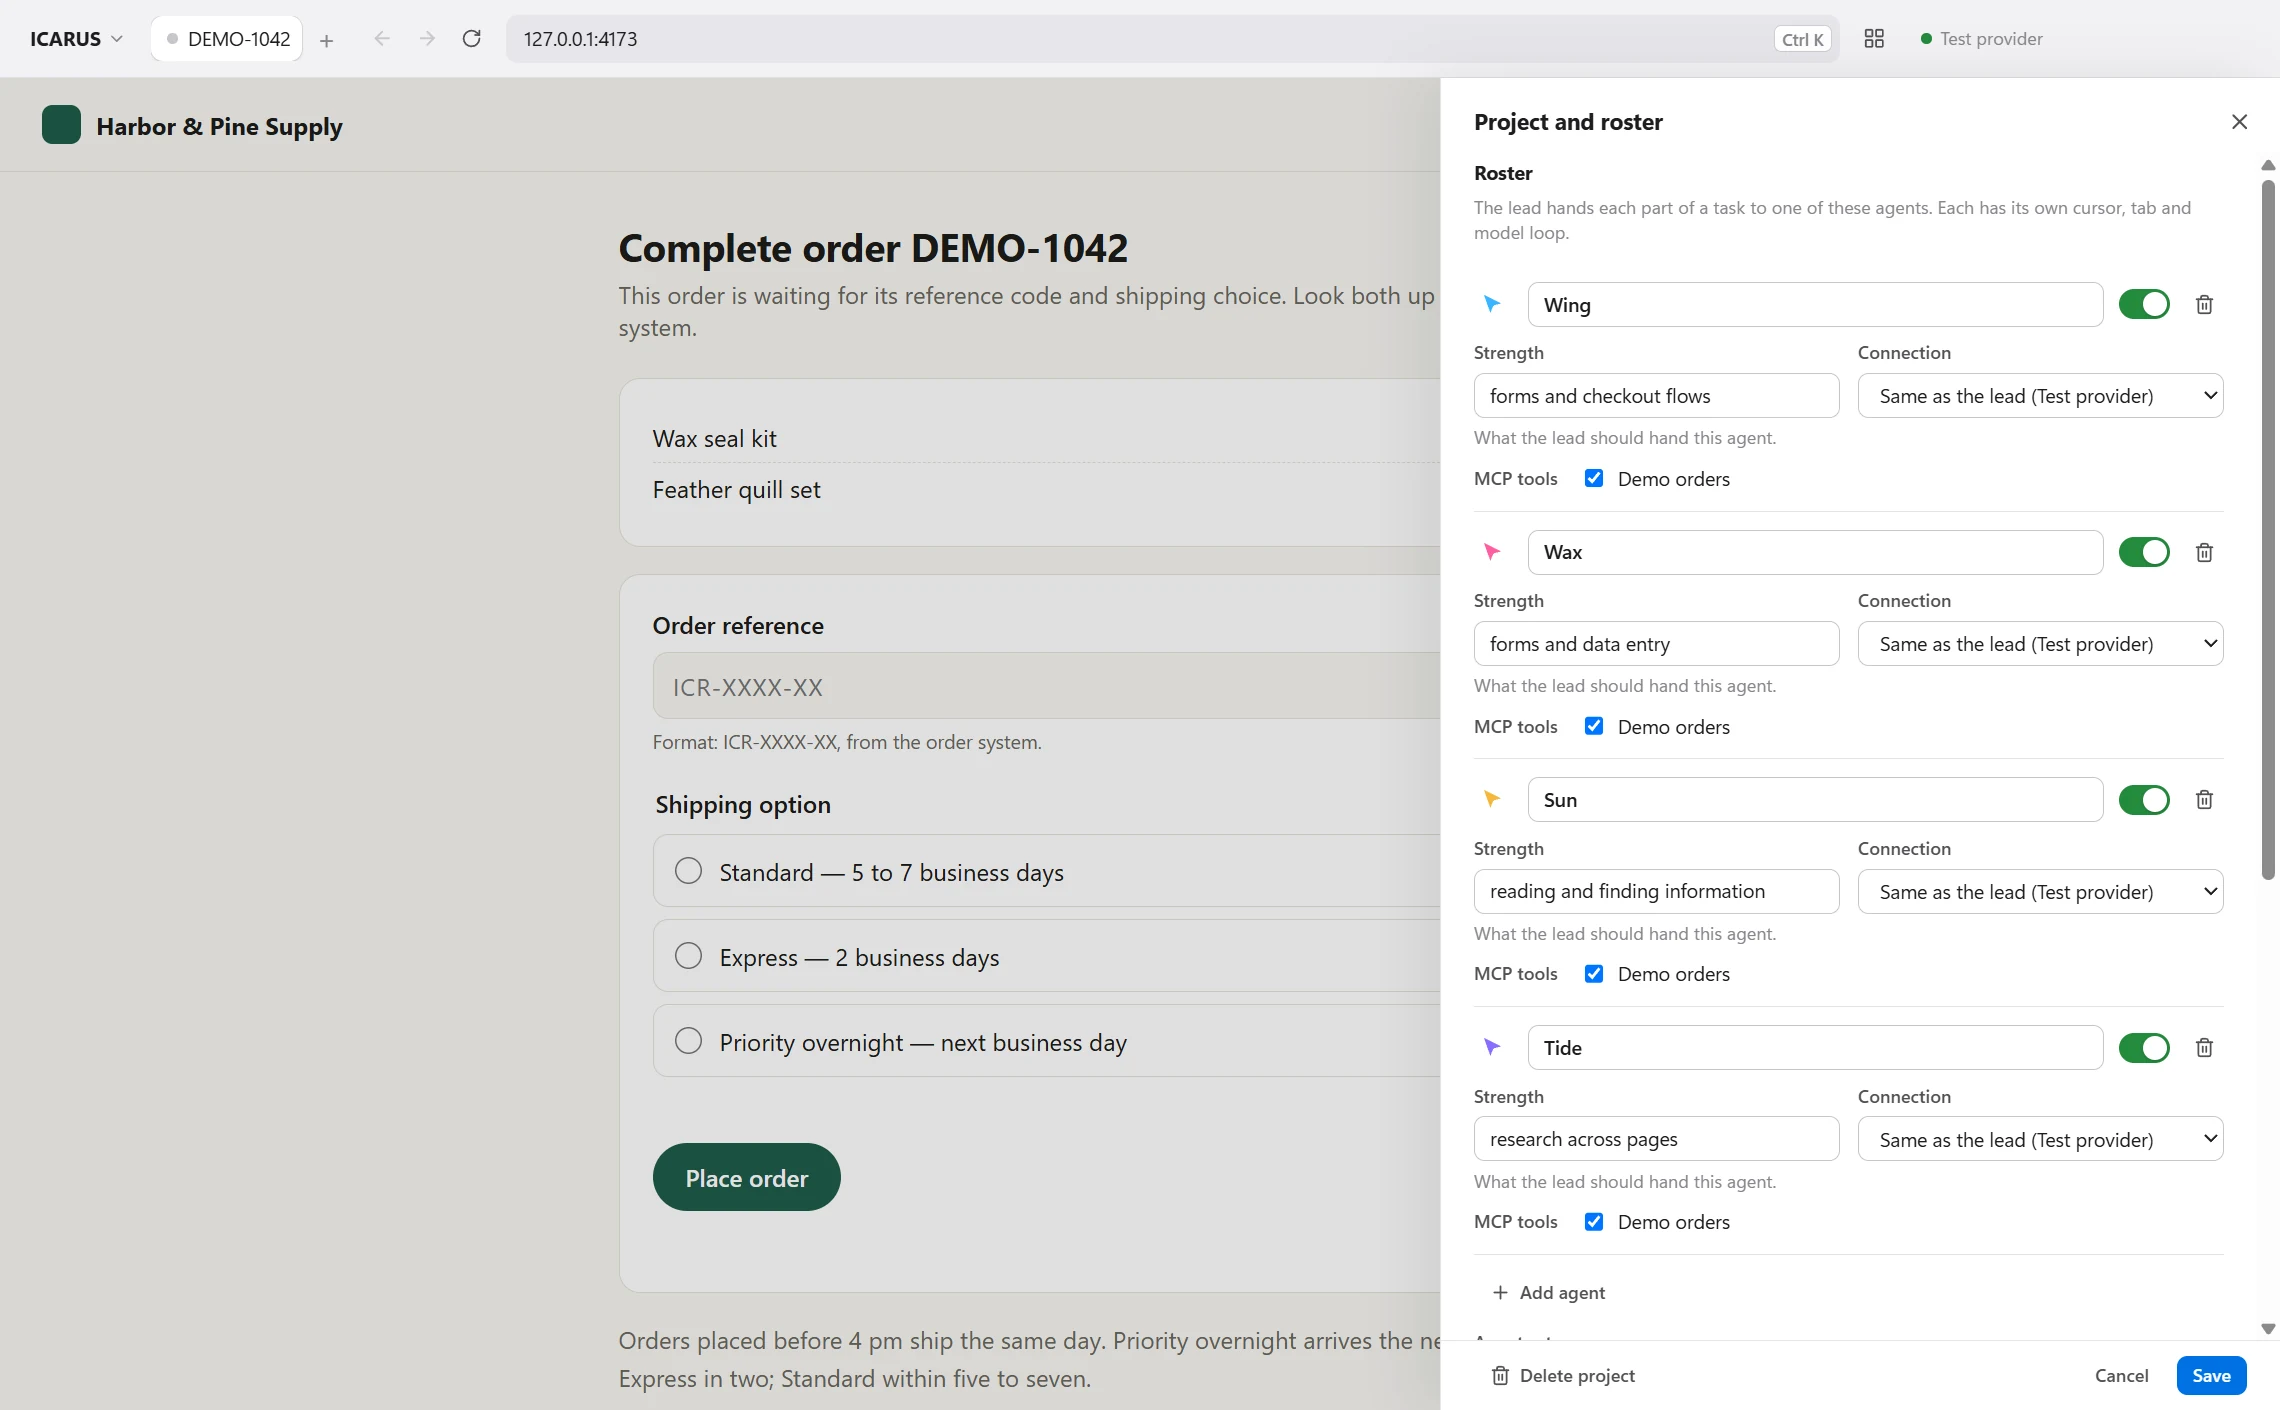 ICARUS
DEMO-1042
127.0.0.1:4173
Ctrl K
Test provider
Harbor & Pine Supply
Complete order DEMO-1042
This order is waiting for its reference code and shipping choice. Look both up
system.
Wax seal kit
Feather quill set
Order reference
ICR-XXXX-XX
Format: ICR-XXXX-XX, from the order system.
Shipping option
Standard — 5 to 7 business days
Express — 2 business days
Priority overnight — next business day
Place order
Orders placed before 4 pm ship the same day. Priority overnight arrives the
Express in two; Standard within five to seven.
Project and roster
Roster
The lead hands each part of a task to one of these agents. Each has its own cursor, tab and
model loop.
Wing
Strength Connection
forms and checkout flows Same as the lead (Test provider)
What the lead should hand this agent.
MCP tools Demo orders
Wax
Strength Connection
forms and data entry Same as the lead (Test provider)
What the lead should hand this agent.
MCP tools Demo orders
Sun
Strength Connection
reading and finding information Same as the lead (Test provider)
What the lead should hand this agent.
MCP tools Demo orders
Tide
Strength Connection
research across pages Same as the lead (Test provider)
What the lead should hand this agent.
MCP tools Demo orders
Add agent
Delete project
Cancel
Save